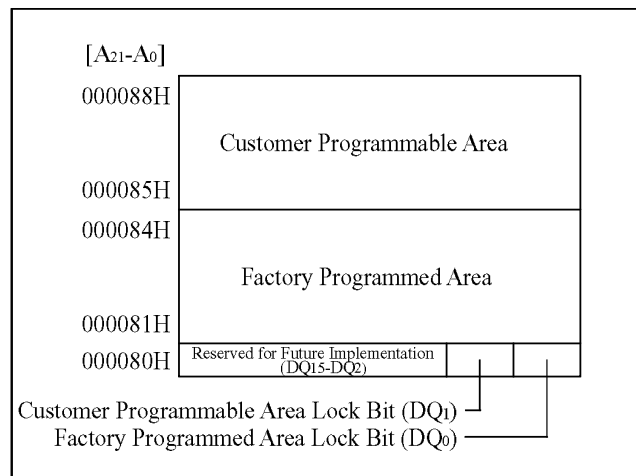 [A21-A0]
000088H
Customer Programmable Area
000085H
000084H
Factory Programmed Area
000081H
000080H
Reserved for Future Implementation
(DQ15-DQ2)
Customer Programmable Area Lock Bit (DQ1)
Factory Programmed Area Lock Bit (DQ0)